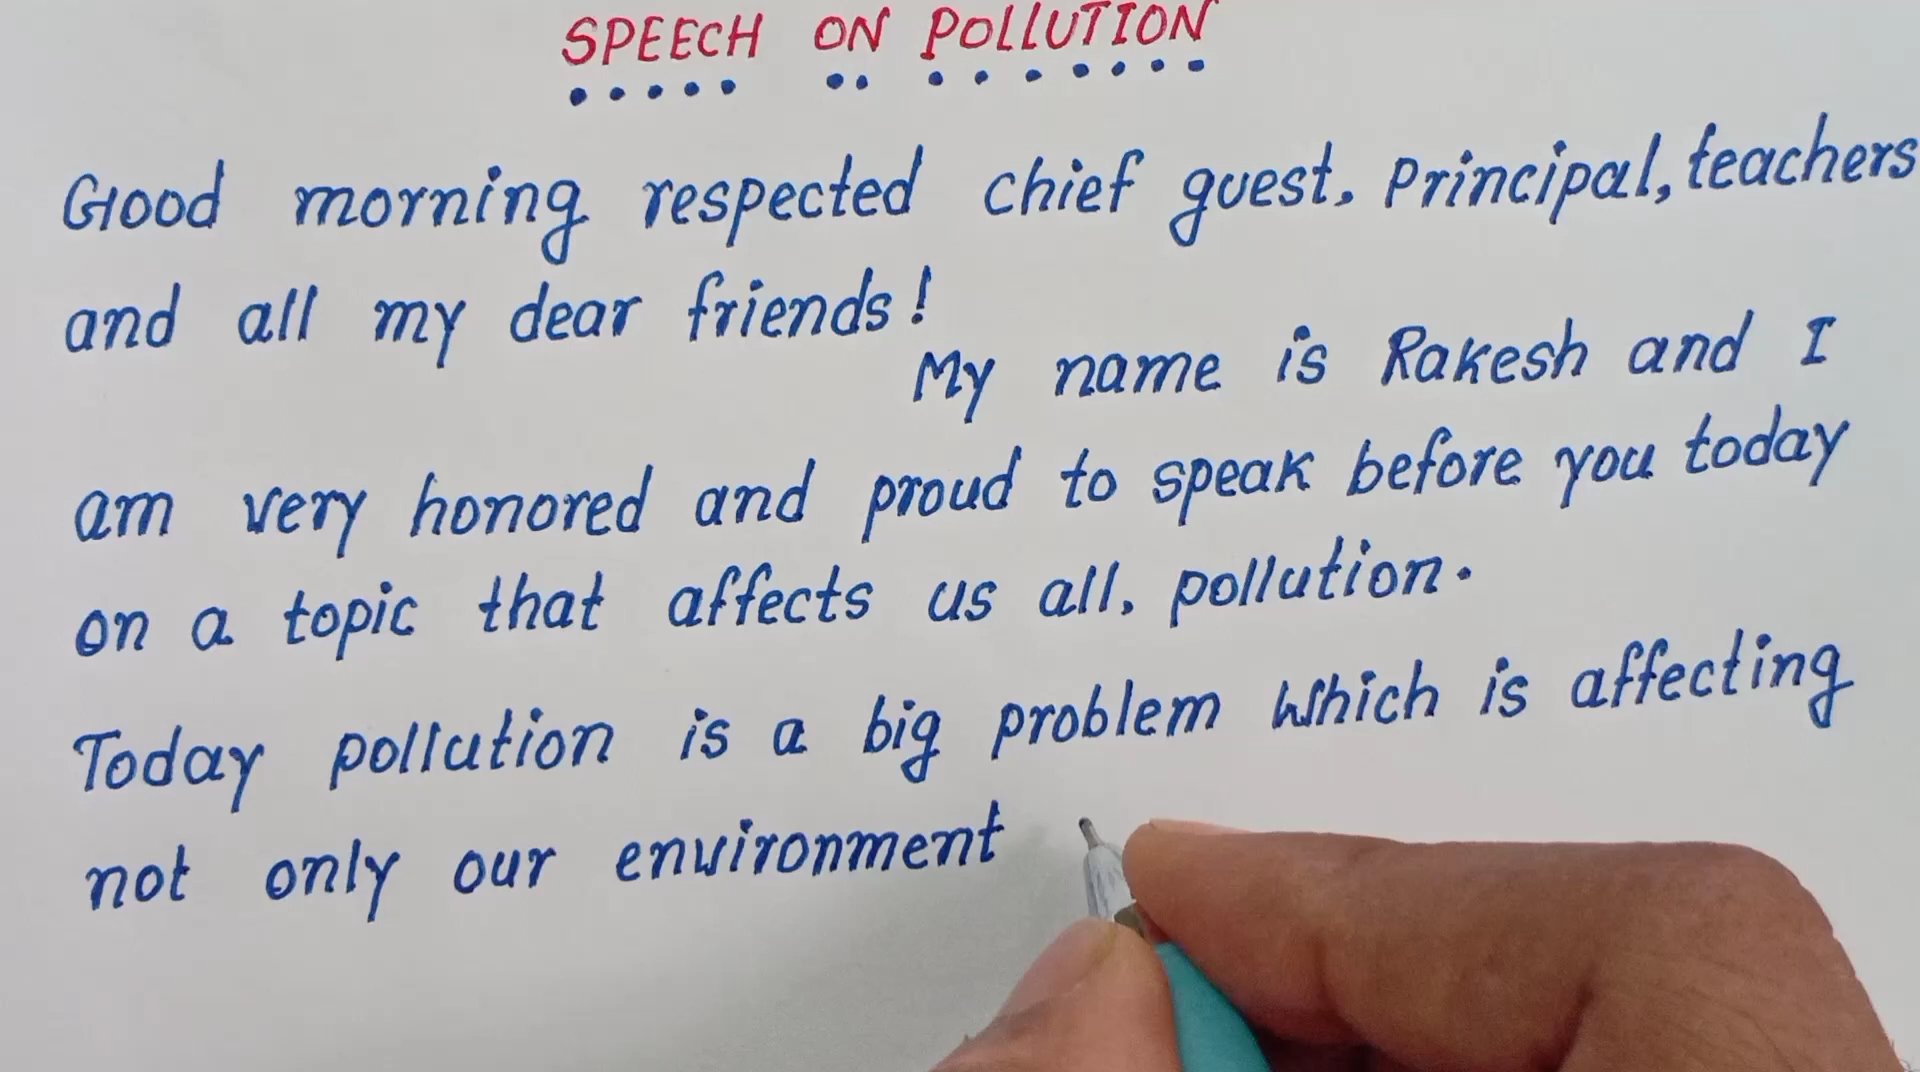 SPEECH ON POLLUTION
Good morning respected chief guest, Principal, teachers
and all my dear friends!
My name is Rakesh and I
am very honored and proud to speak before you today
on a topic that affects us all, pollution.
Today pollution is a big problem which is affecting
not only our environment